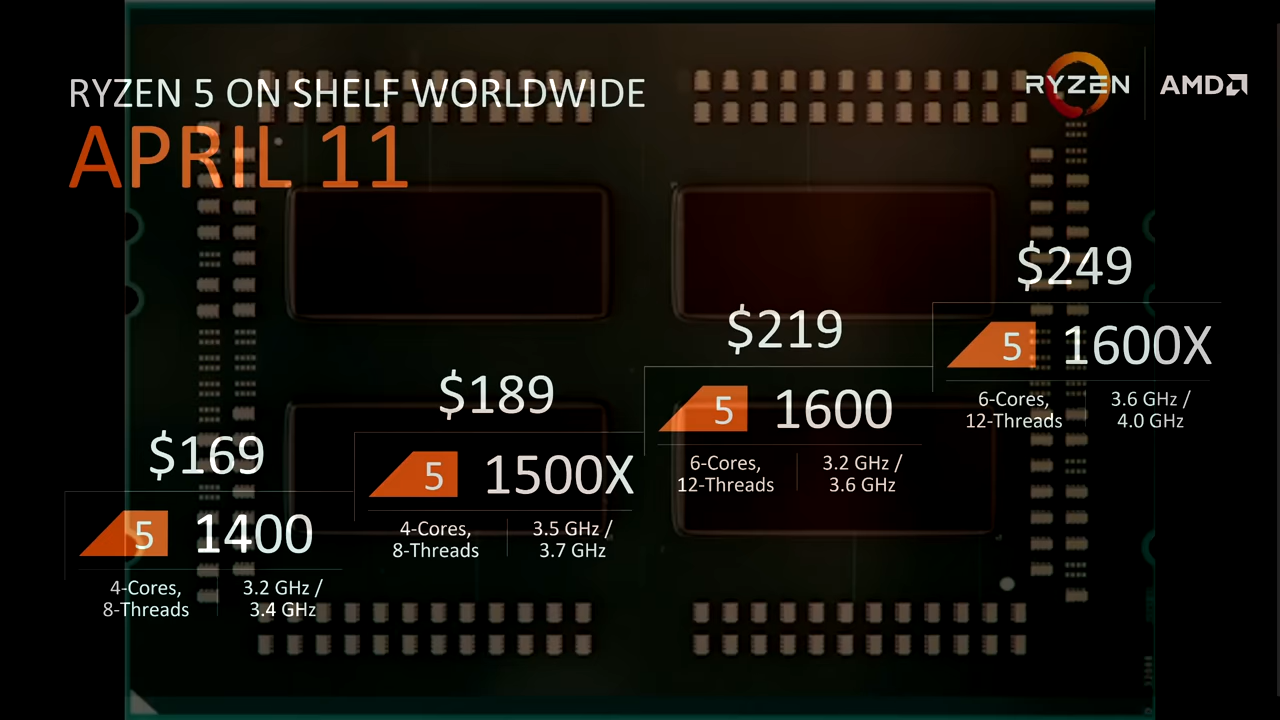 RYZEN 5 ON SHELF WORLDWIDE
APRIL 11
RYZEN
AMD
$249
5
1600X
6-Cores,
12-Threads
3.6 GHz /
4.0 GHz
$219
5
1600
6-Cores,
12-Threads
3.2 GHz /
3.6 GHz
$189
5
1500X
4-Cores,
8-Threads
3.5 GHz /
3.7 GHz
$169
5
1400
4-Cores,
8-Threads
3.2 GHz /
3.4 GHz